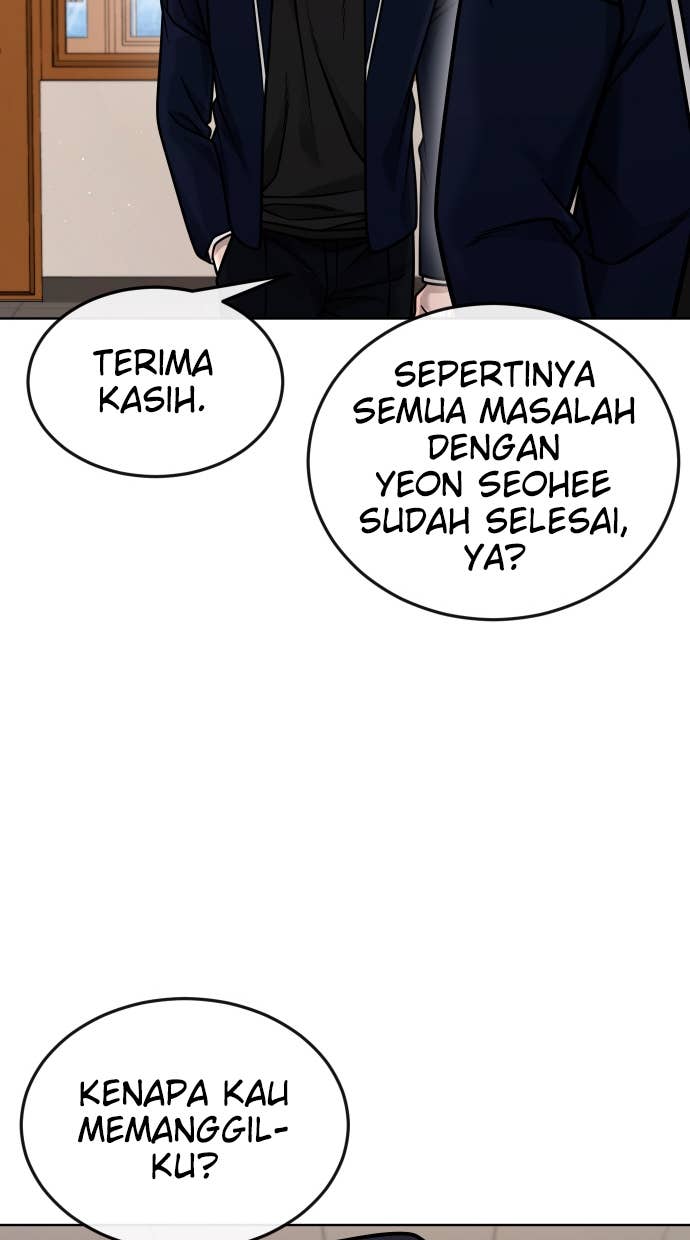 TERIMA
KASIH.
SEPERTINYA
SEMUA MASALAH
DENGAN
YEON SEOHEE
SUDAH SELESAI,
YA?
KENAPA KAU
MEMANGGIL-
KU?